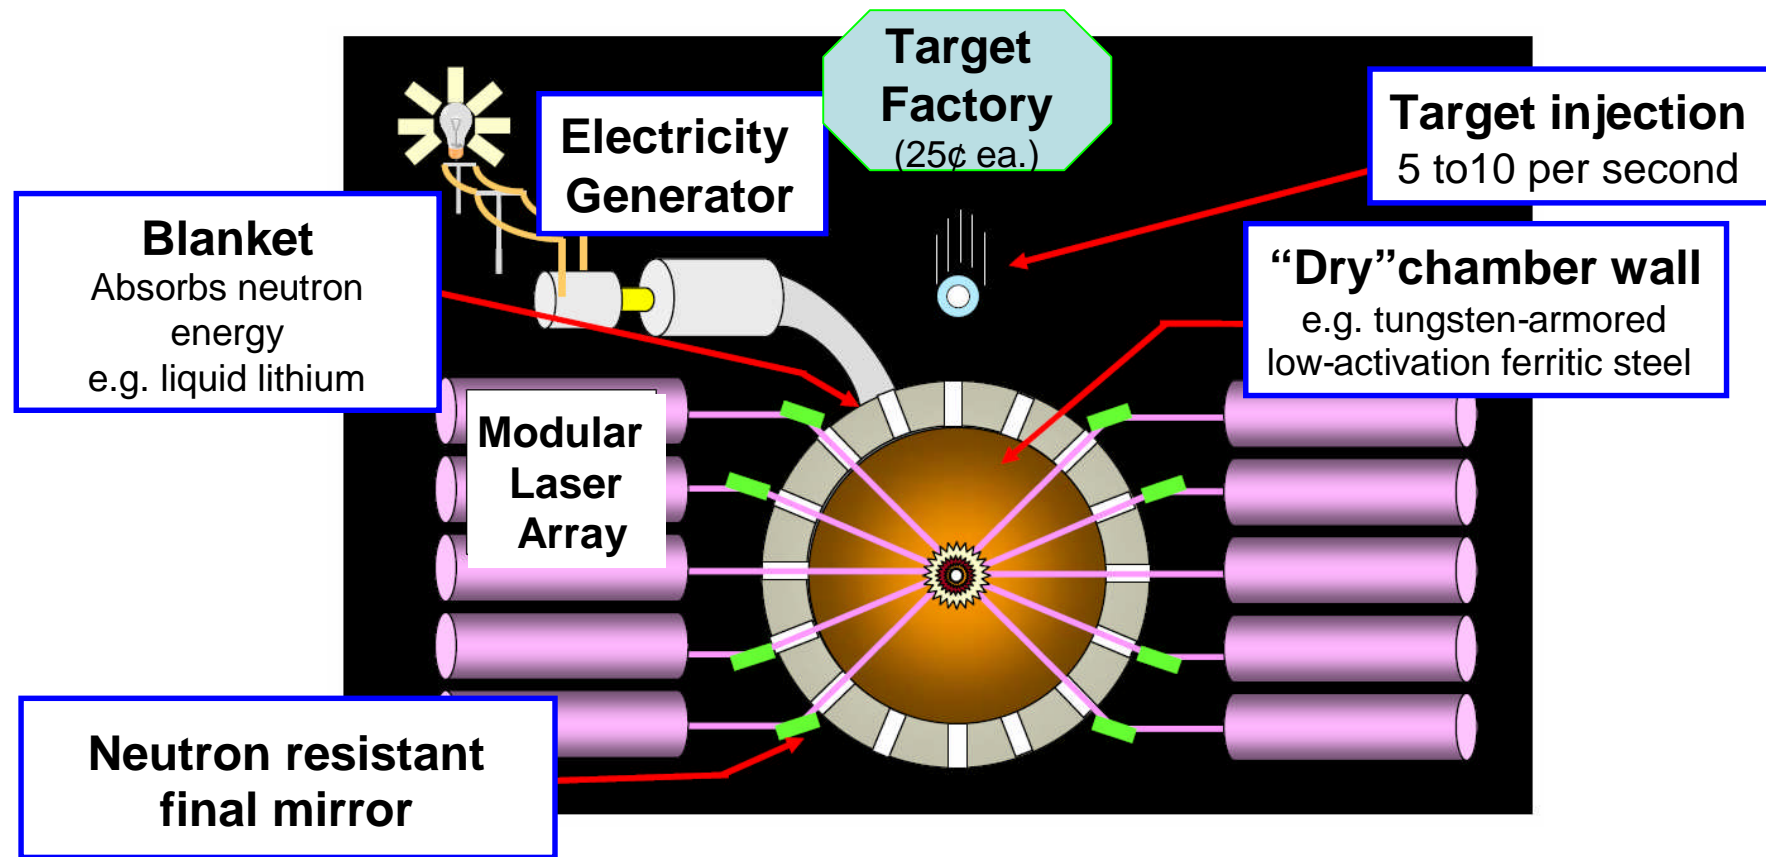 Target
Factory
(25¢ ea.)
Electricity
Generator
Target injection
5 to10 per second
Blanket
Absorbs neutron
energy
e.g. liquid lithium
“Dry”chamber wall
e.g. tungsten-armored
low-activation ferritic steel
Modular
Laser
Array
Neutron resistant
final mirror